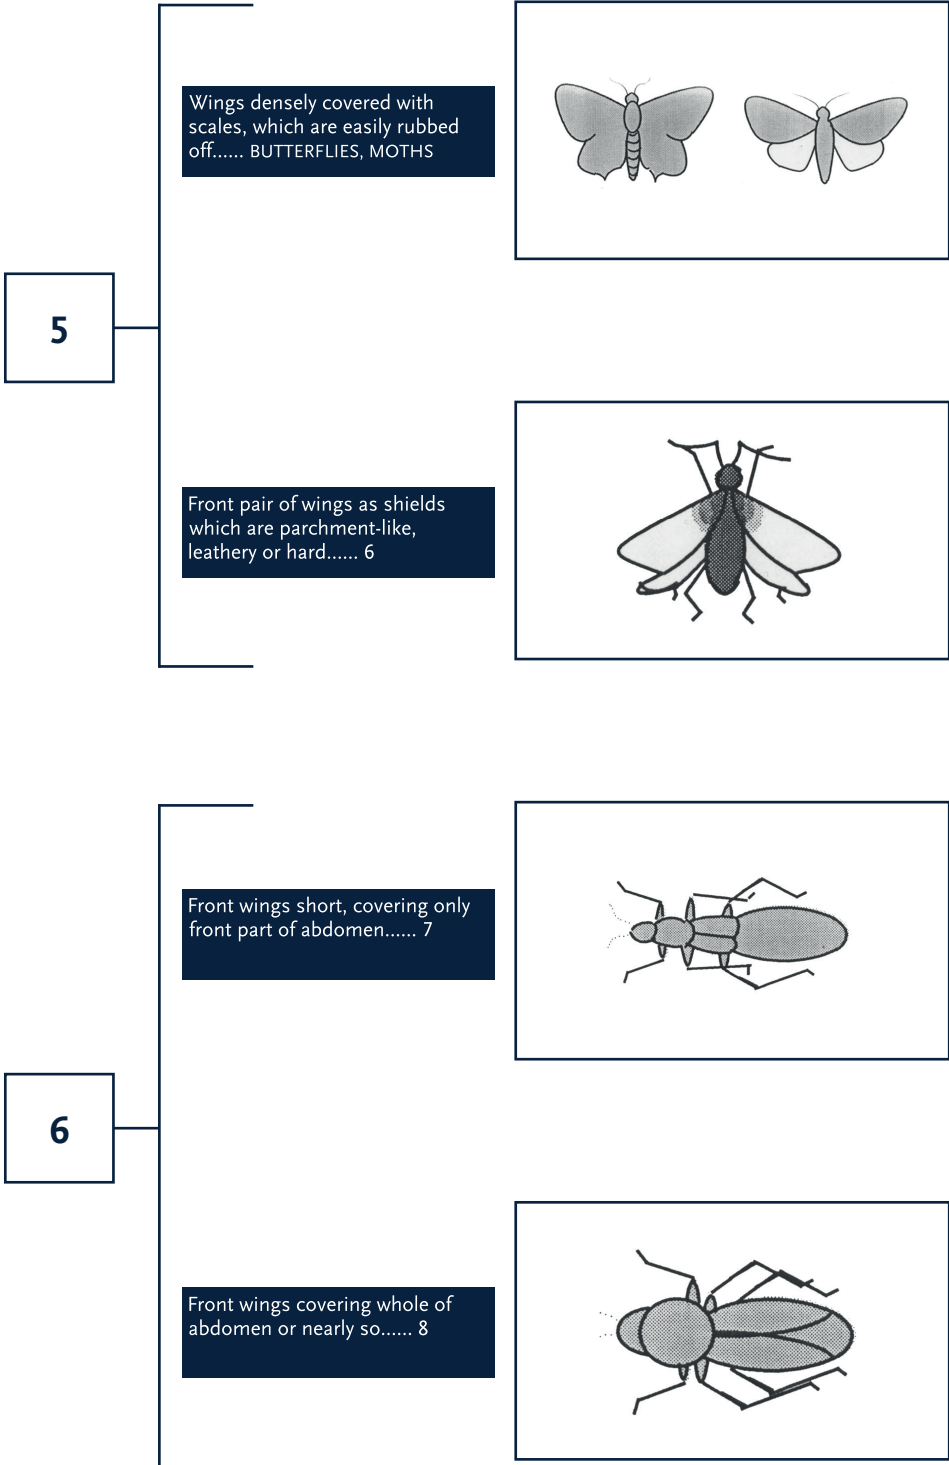 Wings densely covered with
scales, which are easily rubbed
off...... BUTTERFLIES, MOTHS
5
Front pair of wings as shields
which are parchment-like,
leathery or hard...... 6
Front wings short, covering only
front part of abdomen...... 7
6
Front wings covering whole of
abdomen or nearly so...... 8